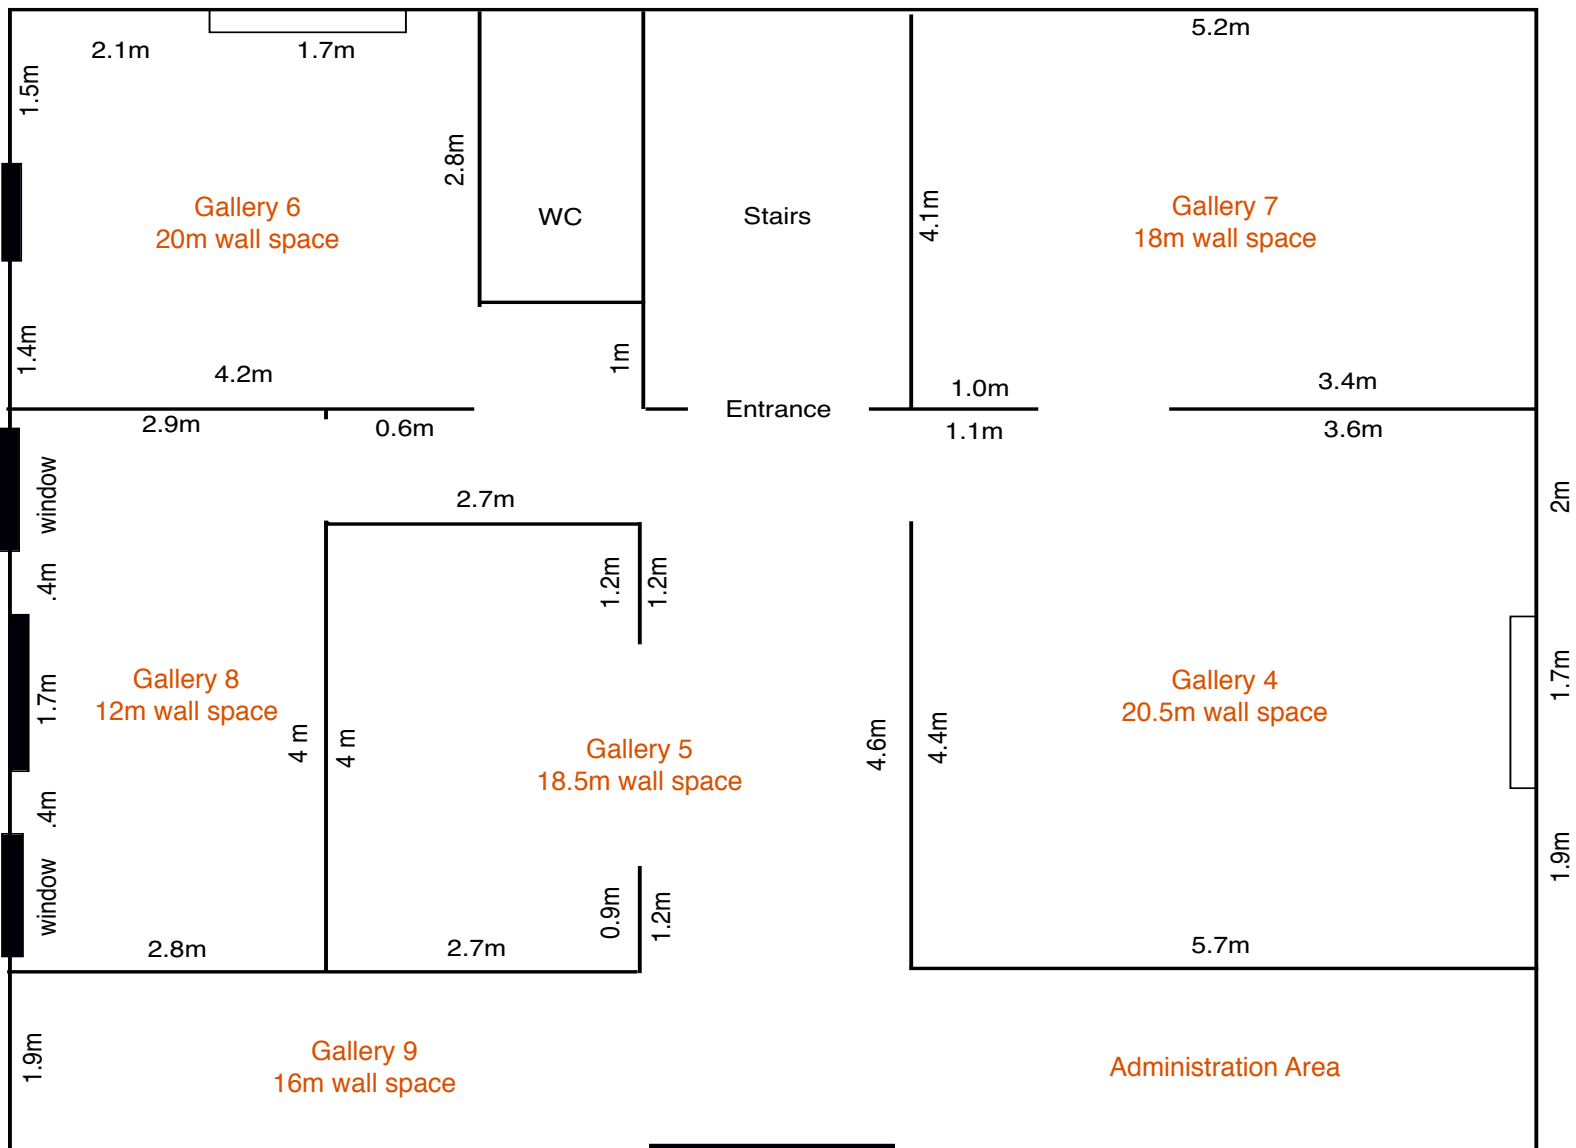 5.2m
2.1m
1.7m
1.5m
2.8m
4.1m
Gallery 6
20m wall space
WC
Stairs
Gallery 7
18m wall space
1.4m
4.2m
1m
1.0m
3.4m
Entrance
2.9m
0.6m
1.1m
3.6m
window
2.7m
2m
.4m
1.2m
1.2m
Gallery 8
12m wall space
1.7m
4 m
4 m
Gallery 5
18.5m wall space
4.6m
4.4m
Gallery 4
20.5m wall space
1.7m
.4m
window
0.9m
1.2m
1.9m
2.8m
2.7m
5.7m
1.9m
Gallery 9
16m wall space
Administration Area